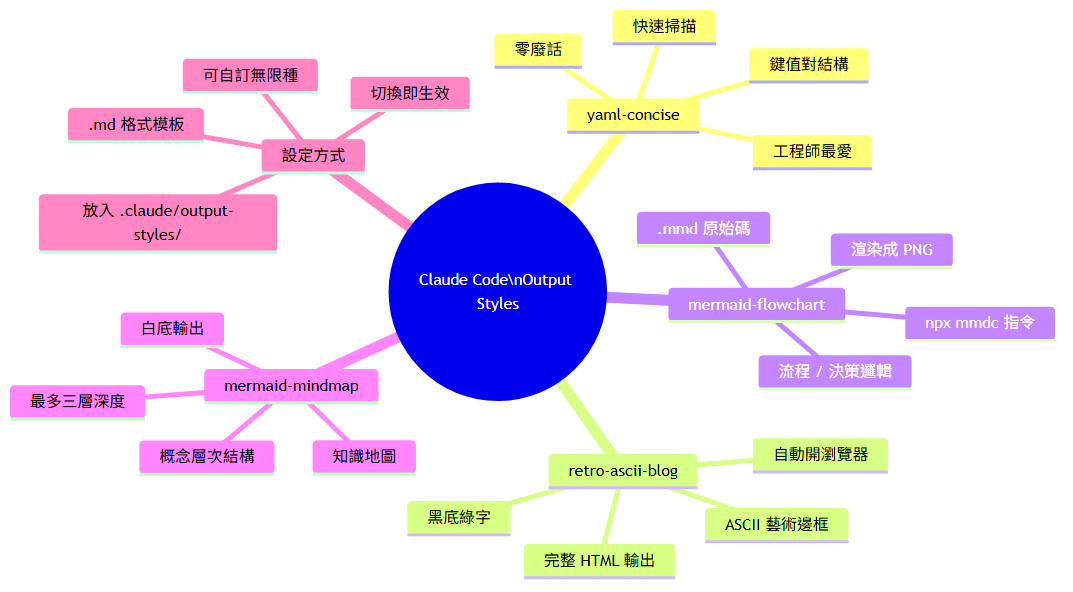 Claude Code\nOutput
Styles
yaml-concise
零廢話
快速掃描
鍵值對結構
工程師最愛
mermaid-flowchart
.mmd 原始碼
渲染成 PNG
npx mmdc 指令
流程 / 決策邏輯
retro-ascii-blog
自動開瀏覽器
ASCII 藝術邊框
完整 HTML 輸出
黑底綠字
mermaid-mindmap
白底輸出
最多三層深度
概念層次結構
知識地圖
設定方式
可自訂無限種
切換即生效
.md 格式模板
放入 .claude/output-
styles/